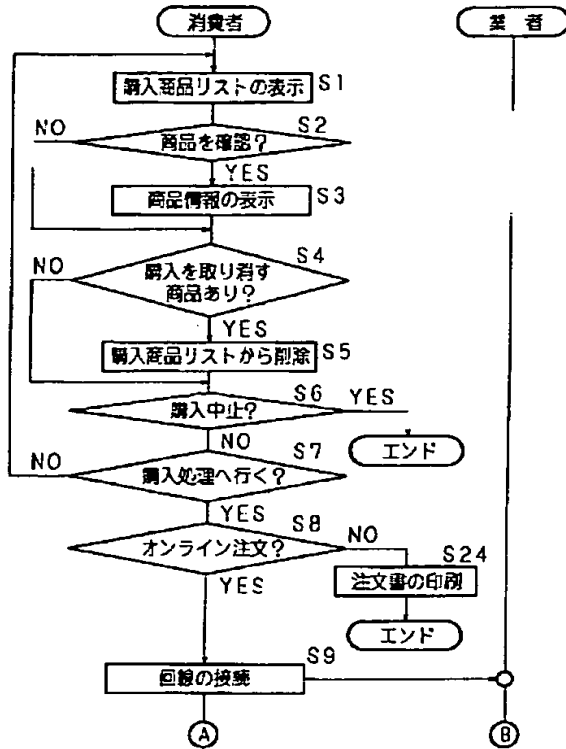 消費者
業者
購入商品リストの表示 S1
S2
NO
商品を確認?
YES
商品情報の表示 S3
S4
NO
購入を取り消す
商品あり?
YES
購入商品リストから削除 S5
S6
購入中止?
YES
NO
エンド
S7
NO
購入処理へ行く?
YES
S8
オンライン注文?
NO
YES
S24
注文書の印刷
エンド
S9
回線の接続
A
B